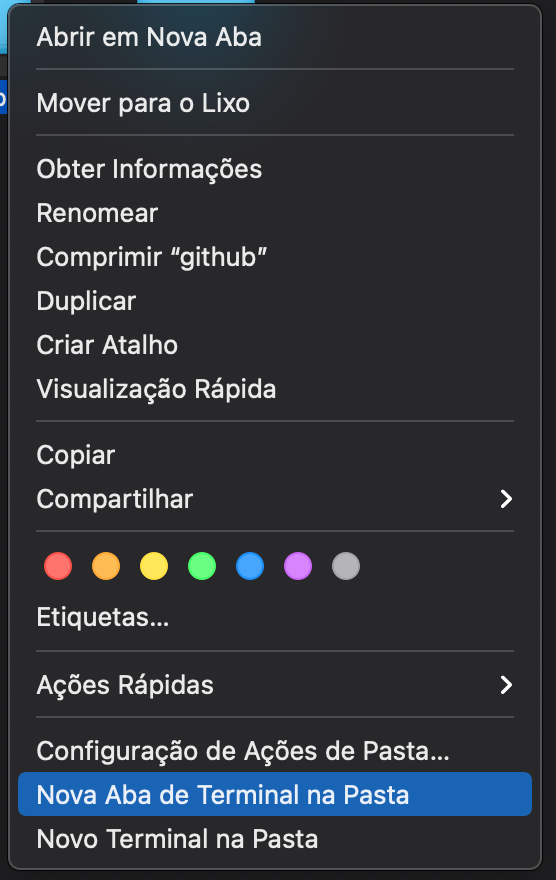 Abrir em Nova Aba
Mover para o Lixo
Obter Informações
Renomear
Comprimir “github”
Duplicar
Criar Atalho
Visualização Rápida
Copiar
Compartilhar
Etiquetas...
Ações Rápidas
Configuração de Ações de Pasta...
Nova Aba de Terminal na Pasta
Novo Terminal na Pasta